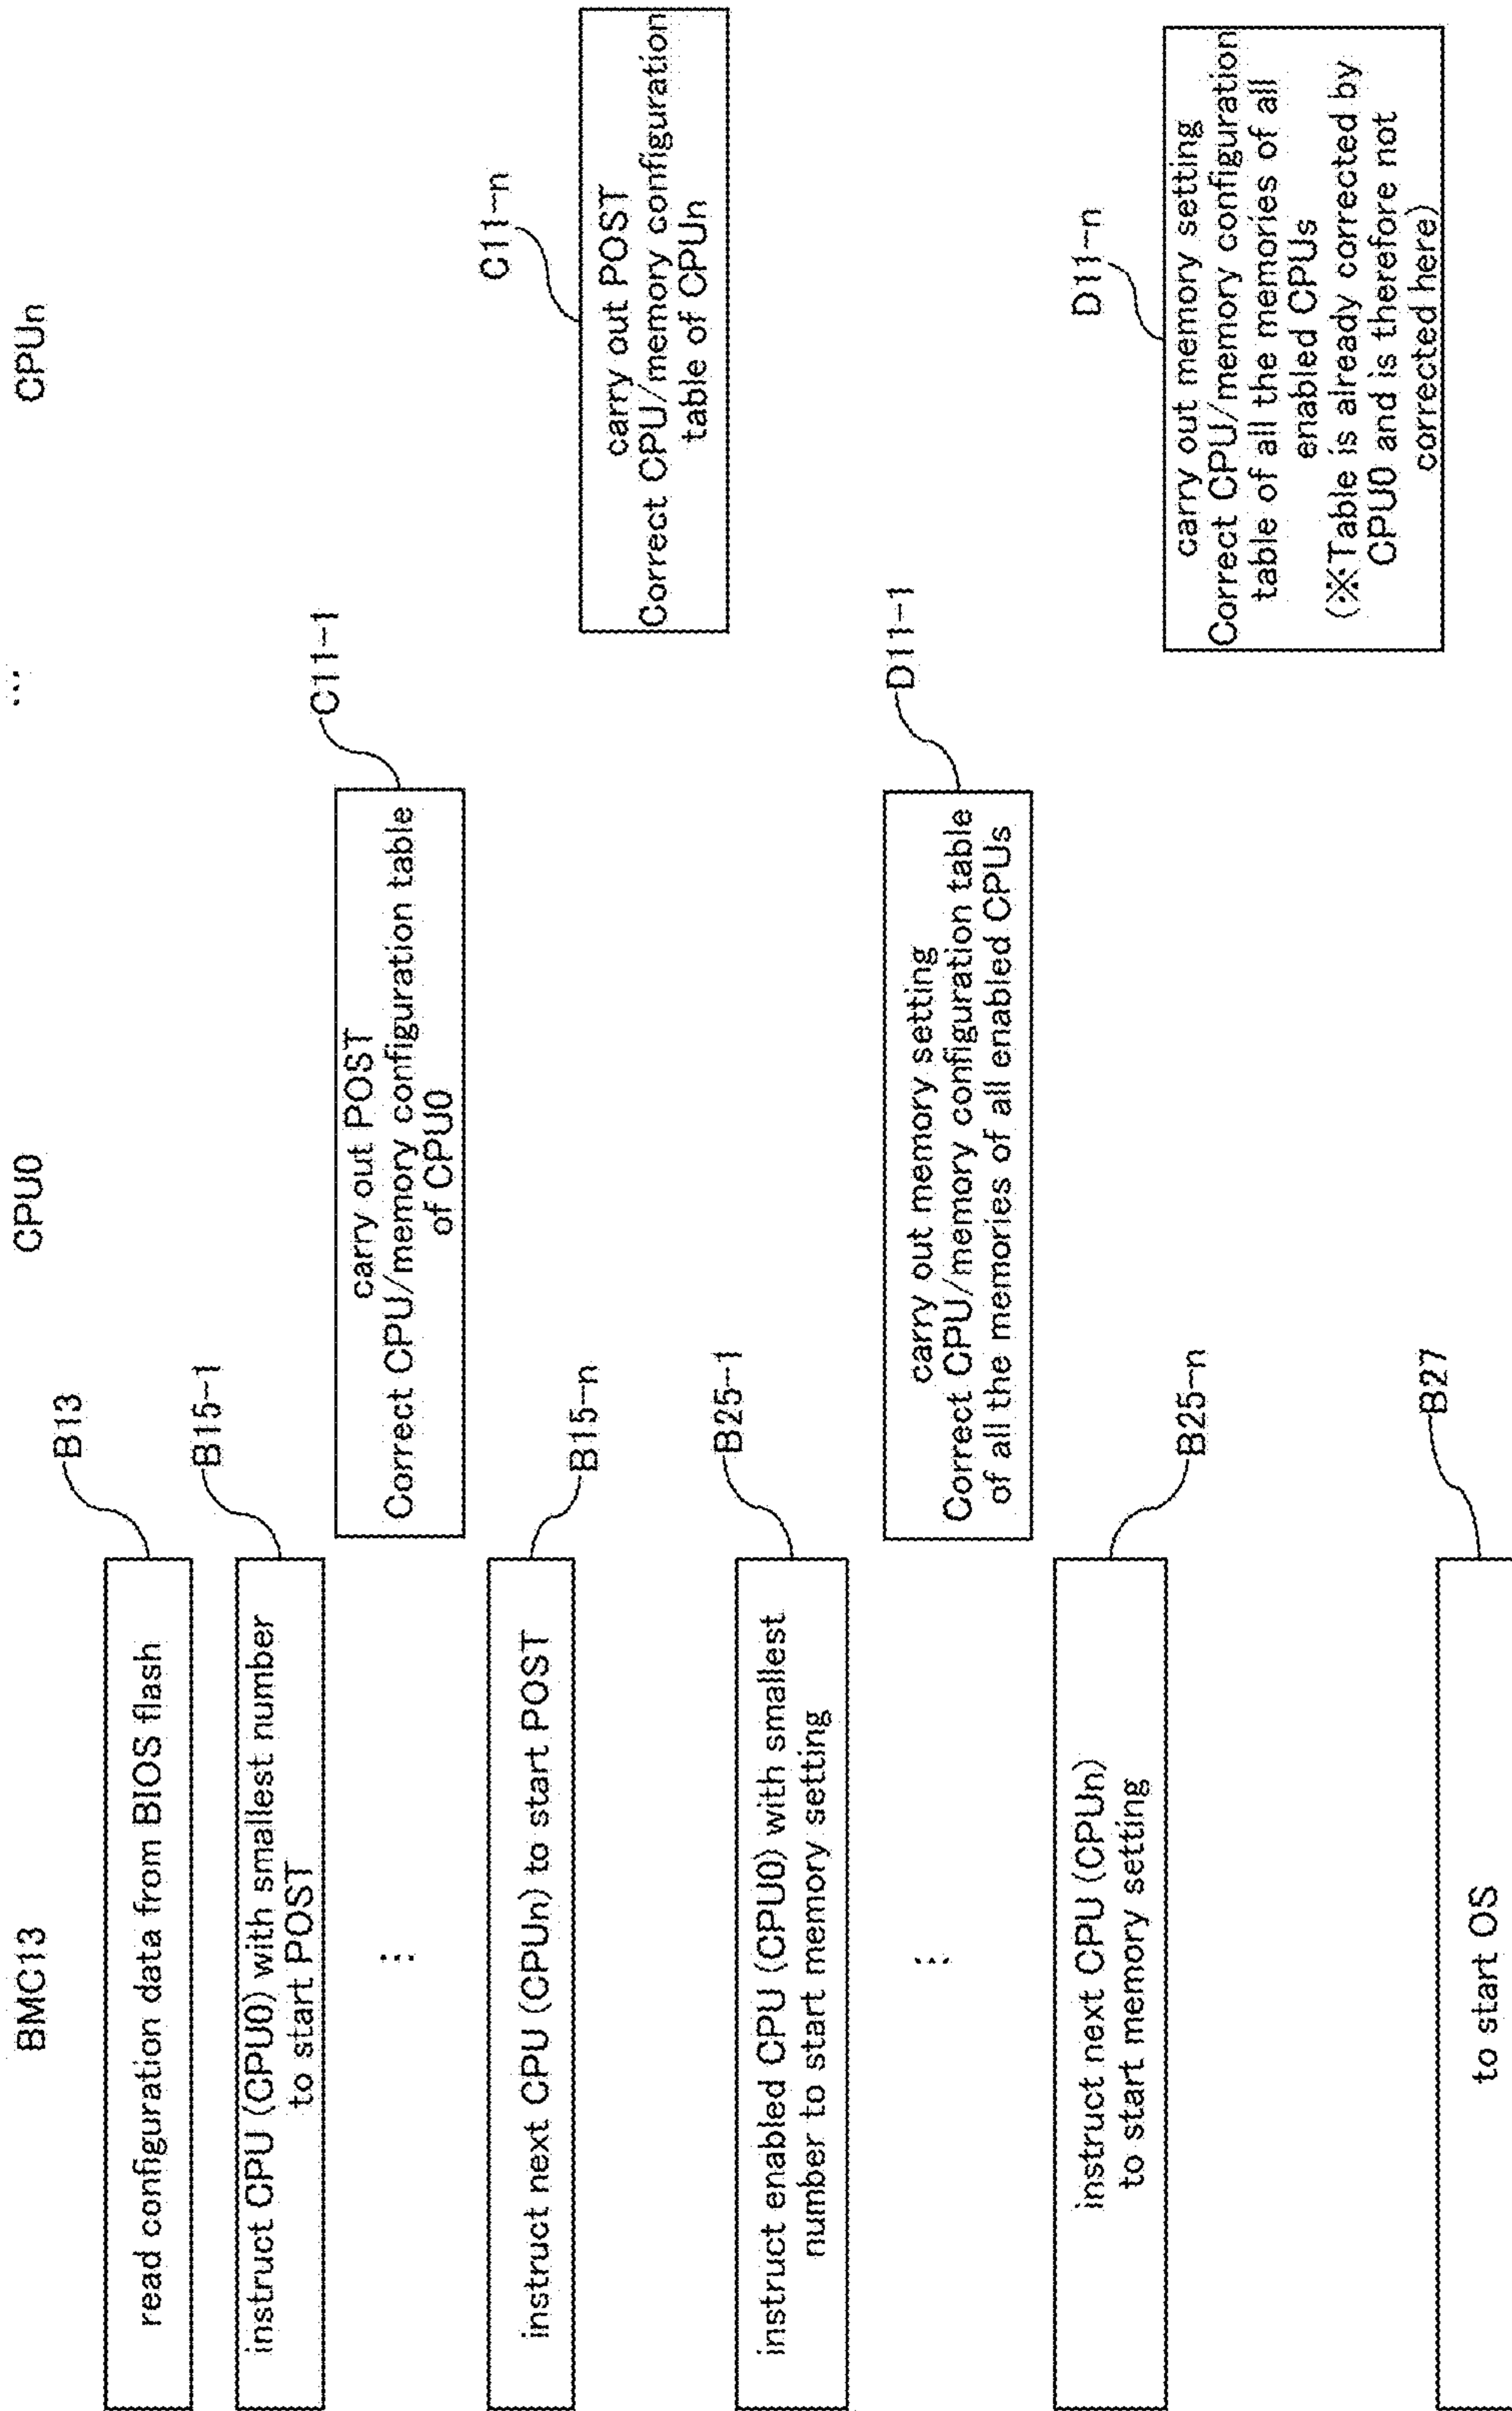 BMC13
CPU0
...
CPUn
read configuration data from BIOS flash
B13
instruct CPU (CPU0) with smallest number
to start POST
B15-1
carry out POST
Correct CPU/memory configuration table
of CPU0
C11-1
...
instruct next CPU (CPUn) to start POST
B15-n
carry out POST
Correct CPU/memory configuration
table of CPUn
C11-n
instruct enabled CPU (CPU0) with smallest
number to start memory setting
B25-1
carry out memory setting
Correct CPU/memory configuration table
of all the memories of all enabled CPUs
D11-1
...
instruct next CPU (CPUn)
to start memory setting
B25-n
carry out memory setting
Correct CPU/memory configuration
table of all the memories of all
enabled CPUs
(※Table is already corrected by
CPU0 and is therefore not
corrected here)
D11-n
to start OS
B27